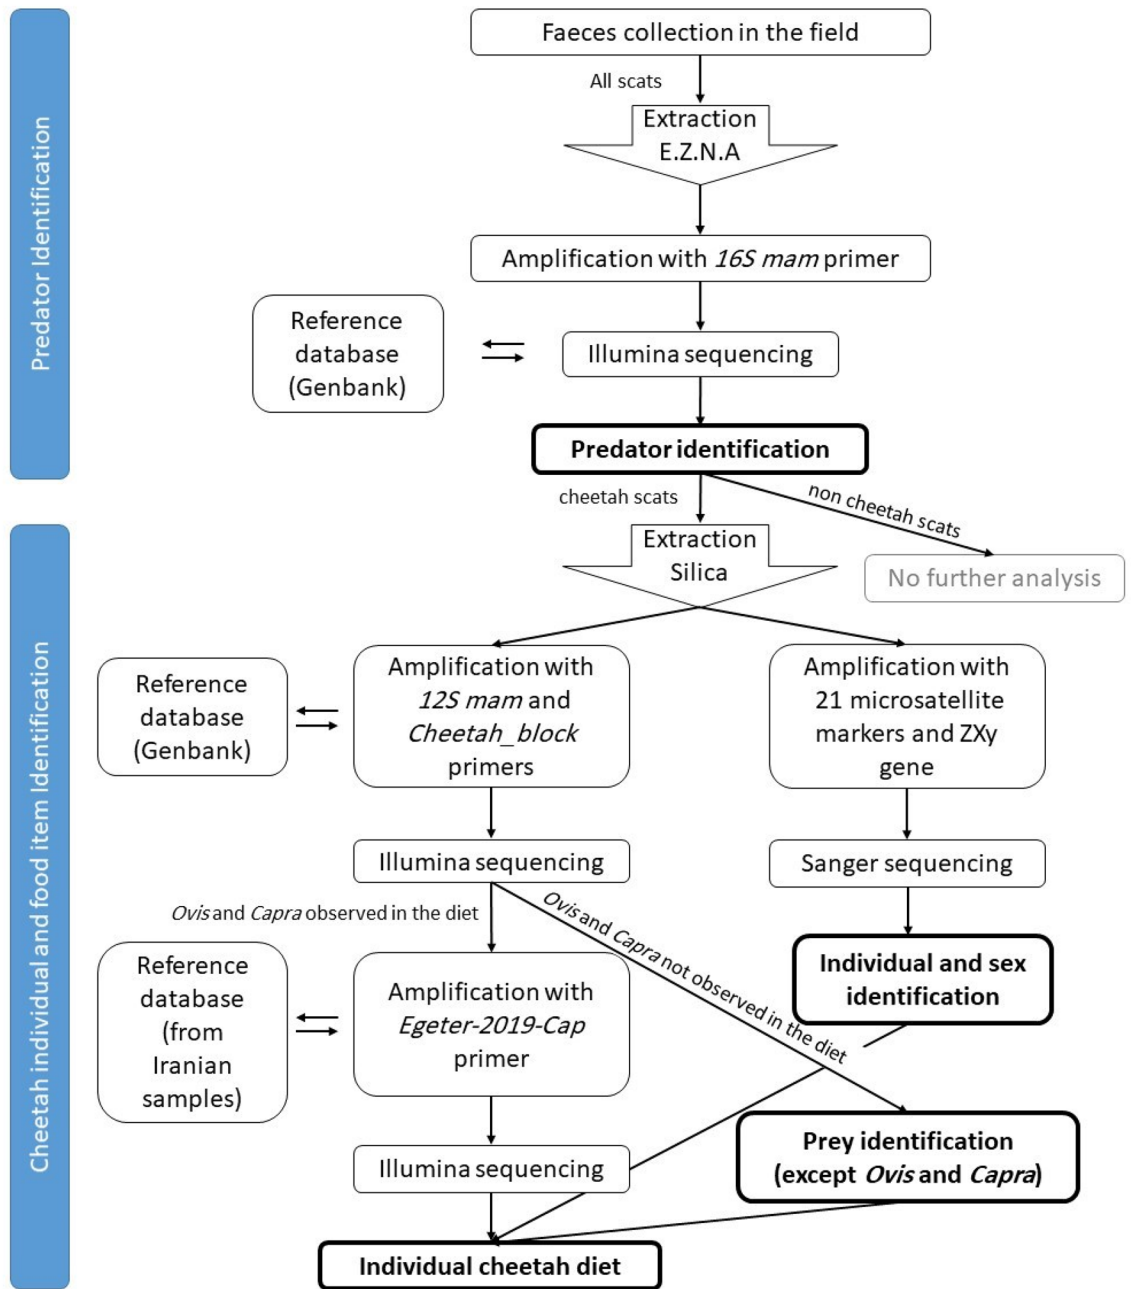 Predator Identification
Faeces collection in the field
All scats
Extraction
E.Z.N.A
Amplification with 16S mam primer
Reference
database
(Genbank)
Illumina sequencing
Predator identification
cheetah scats
non cheetah scats
Extraction
Silica
No further analysis
Cheetah individual and food item Identification
Reference
database
(Genbank)
Amplification with
12S mam and
Cheetah_block
primers
Amplification with
21 microsatellite
markers and ZXy
gene
Illumina sequencing
Sanger sequencing
Ovis and Capra observed in the diet
Ovis and Capra not observed in the diet
Individual and sex
identification
Reference
database
(from
Iranian
samples)
Amplification with
Egeter-2019-Cap
primer
Prey identification
(except Ovis and Capra)
Illumina sequencing
Individual cheetah diet